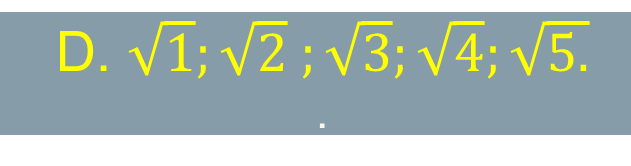 D. √1; √2 ; √3; √4; √5.
.